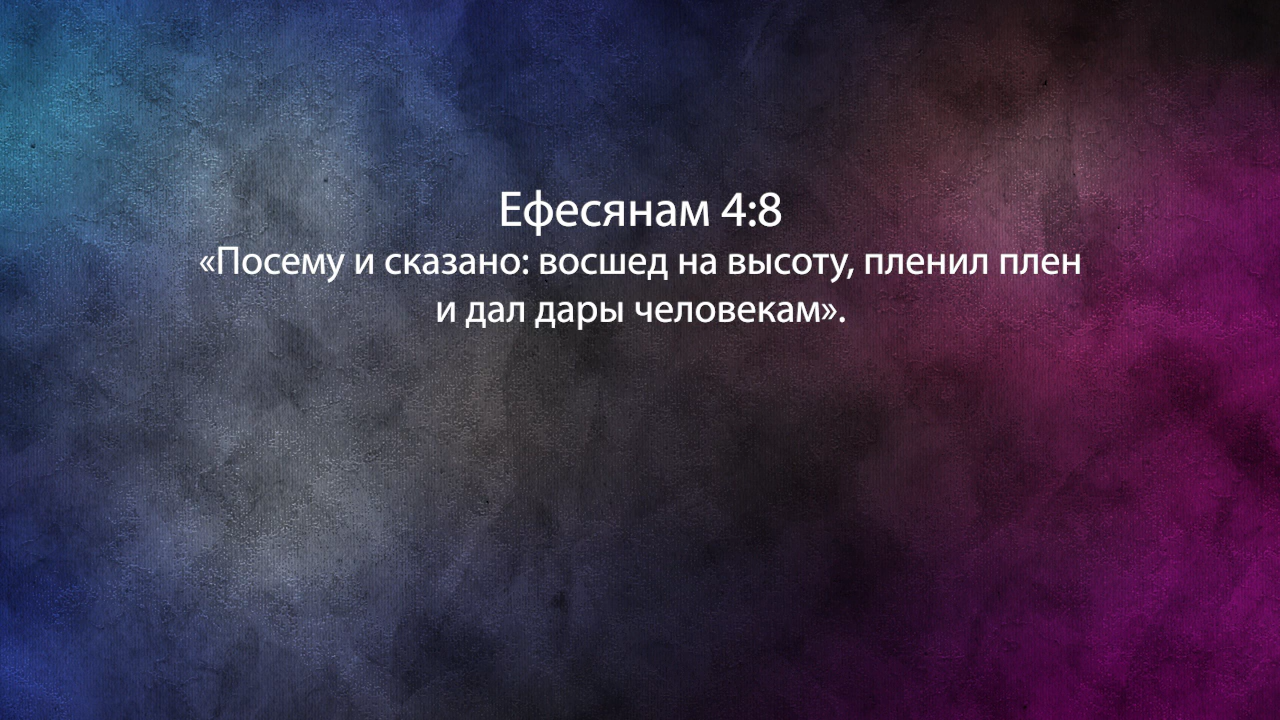 Ефесянам 4:8
«Посему и сказано: восшед на высоту, пленил плен
и дал дары человекам».